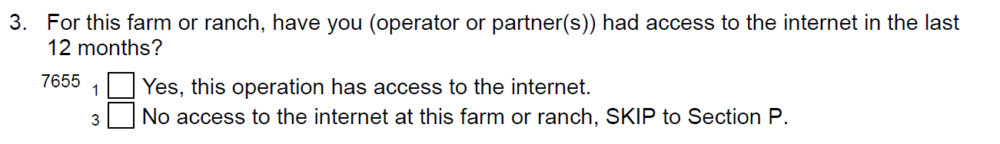 3. For this farm or ranch, have you (operator or partner(s)) had access to the internet in the last
12 months?
7655 1 Yes, this operation has access to the internet.
3 No access to the internet at this farm or ranch, SKIP to Section P.